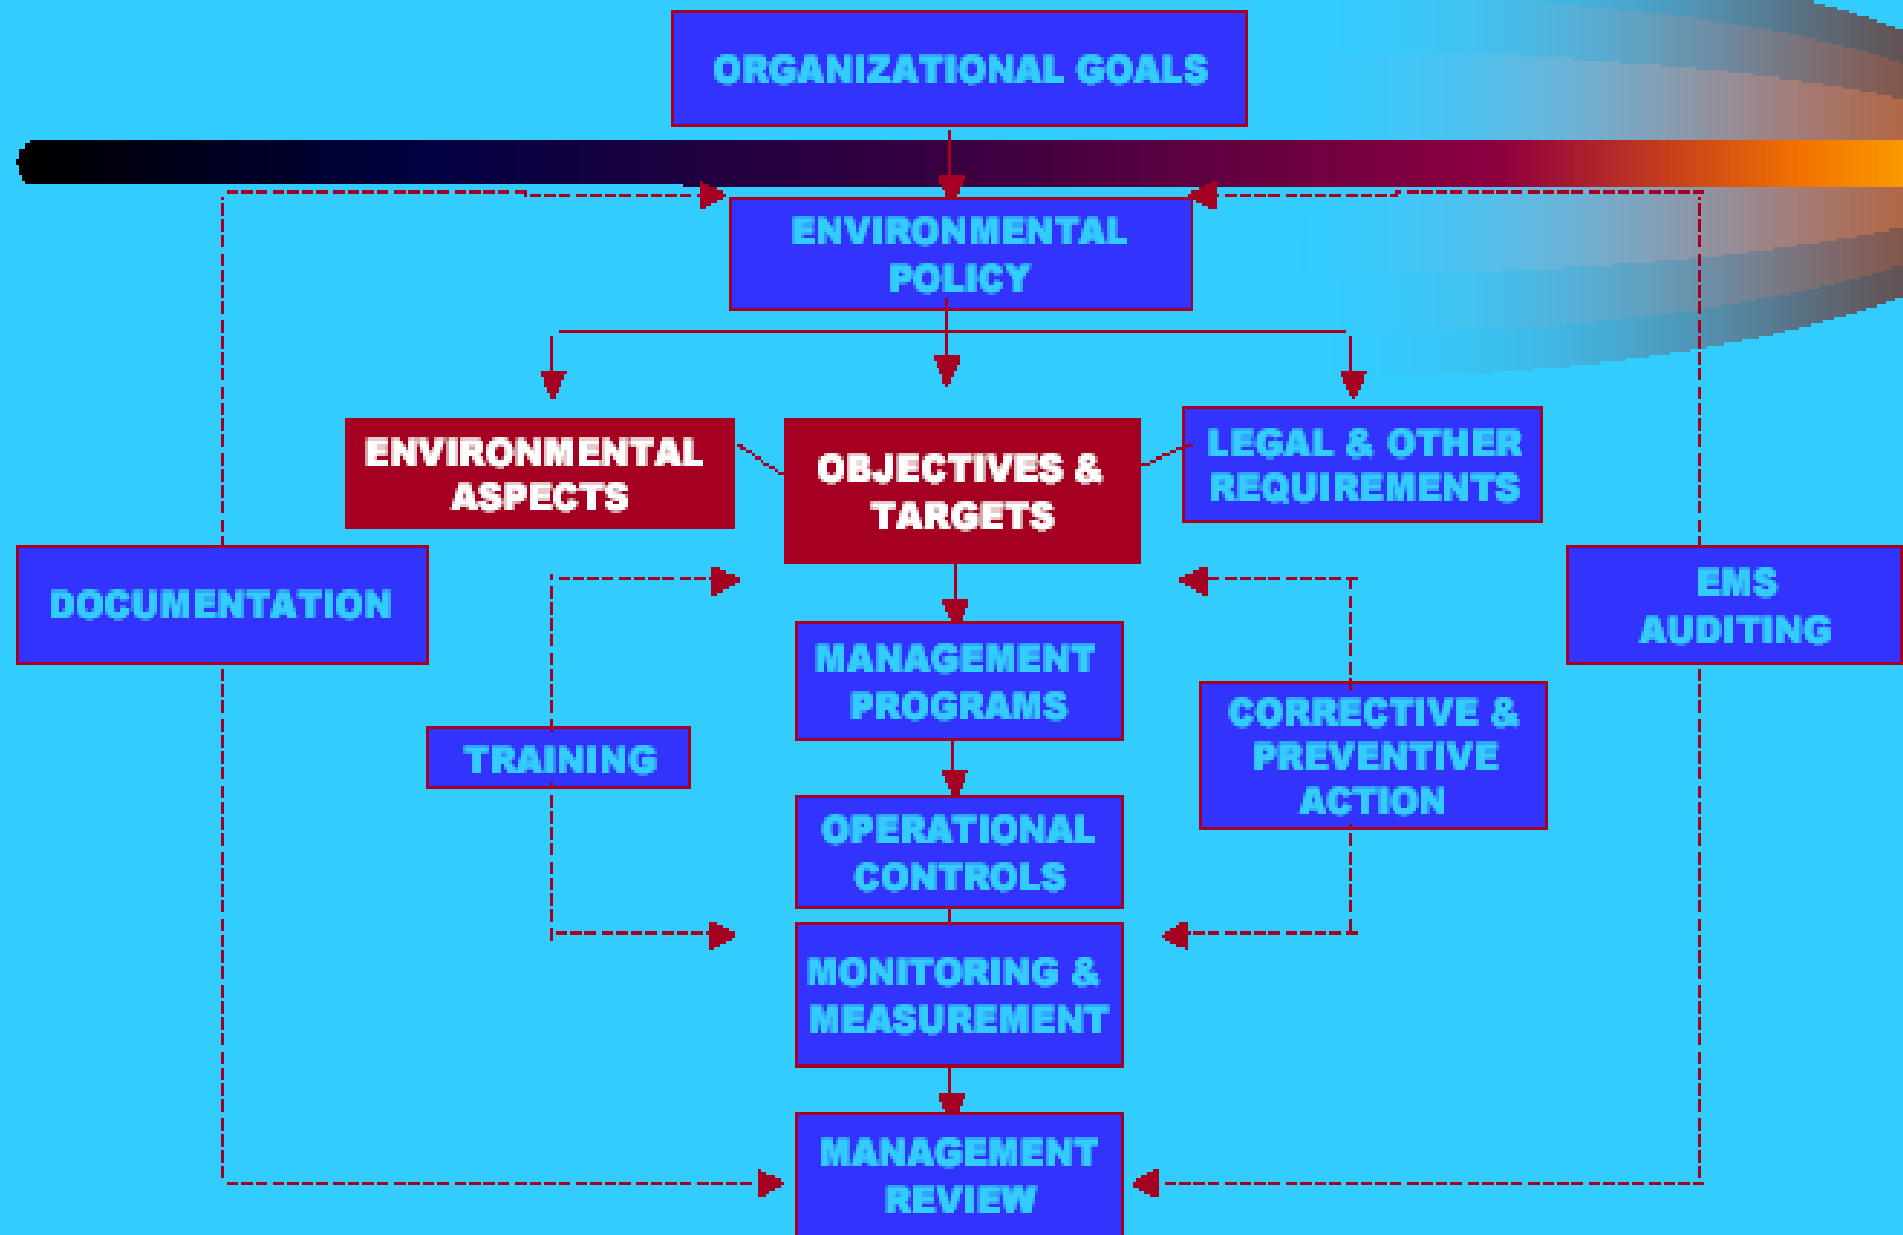 ORGANIZATIONAL GOALS
ENVIRONMENTAL
POLICY
ENVIRONMENTAL
ASPECTS
OBJECTIVES &
TARGETS
LEGAL & OTHER
REQUIREMENTS
DOCUMENTATION
EMS
AUDITING
MANAGEMENT
PROGRAMS
TRAINING
CORRECTIVE &
PREVENTIVE
ACTION
OPERATIONAL
CONTROLS
MONITORING &
MEASUREMENT
MANAGEMENT
REVIEW